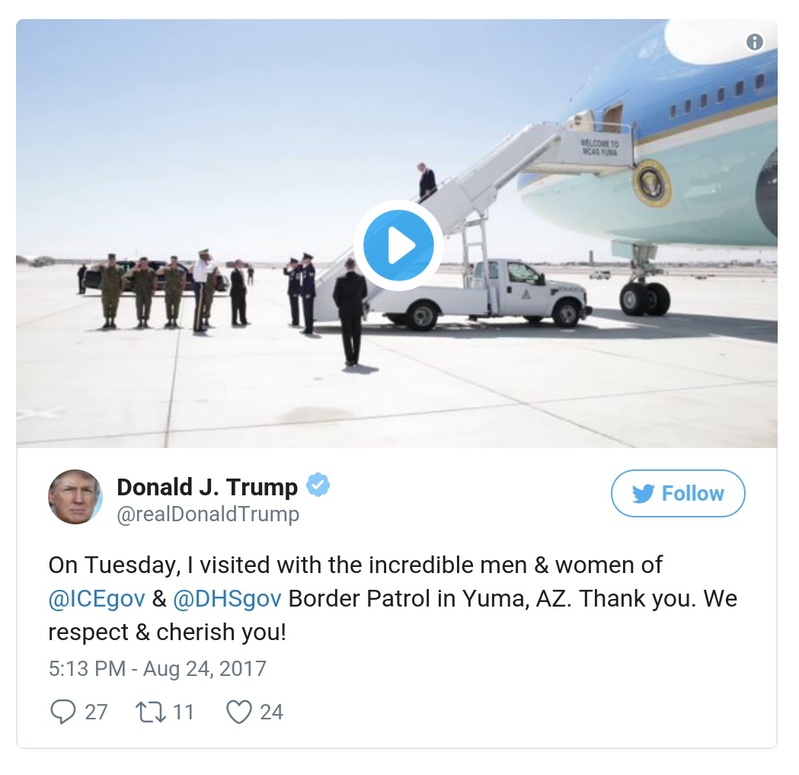 WELCOME TO
MCAS YUMA
Donald J. Trump
Follow
@realDonaldTrump
On Tuesday, I visited with the incredible men & women of
@ICEgov & @DHSgov Border Patrol in Yuma, AZ. Thank you. We
respect & cherish you!
5:13 PM - Aug 24, 2017
27 11 24